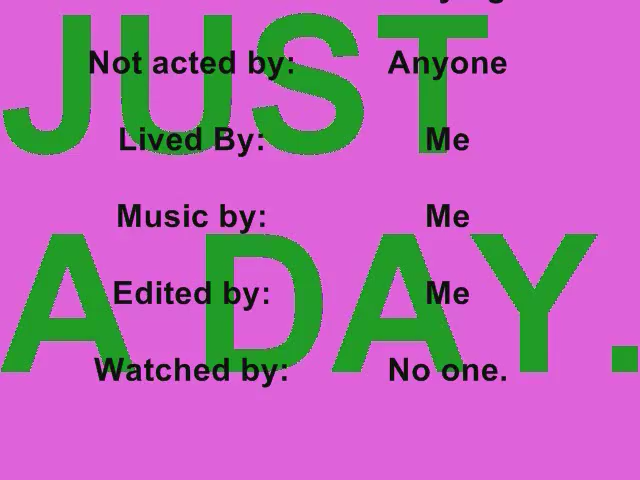 JUST
A DAY.
Not acted by: Anyone
Lived By: Me
Music by: Me
Edited by: Me
Watched by: No one.